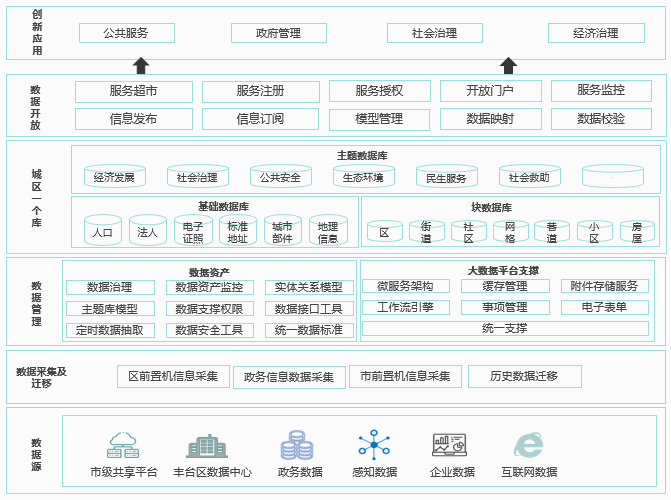 创新应用
公共服务 政府管理 社会治理 经济治理
数据开放
服务超市 服务注册 服务授权 开放门户 服务监控
信息发布 信息订阅 模型管理 数据映射 数据校验
城区一个库
主题数据库
经济发展 社会治理 公共安全 生态环境 民生服务 社会救助 .
基础数据库
人口 法人 电子证照 标准地址 城市部件 地理信息
块数据库
区 街道 社区 网格 巷道 小区 房屋
数据管理
数据资产
数据治理 数据资产监控 实体关系模型
主题库模型 数据支撑权限 数据接口工具
定时数据抽取 数据安全工具 统一数据标准
大数据平台支撑
微服务架构 缓存管理 附件存储服务
工作流引擎 事项管理 电子表单
统一支撑
数据采集及
迁移
区前置机信息采集 政务信息数据采集 市前置机信息采集 历史数据迁移
数据源
市级共享平台 丰台区数据中心 政务数据 感知数据 企业数据 互联网数据